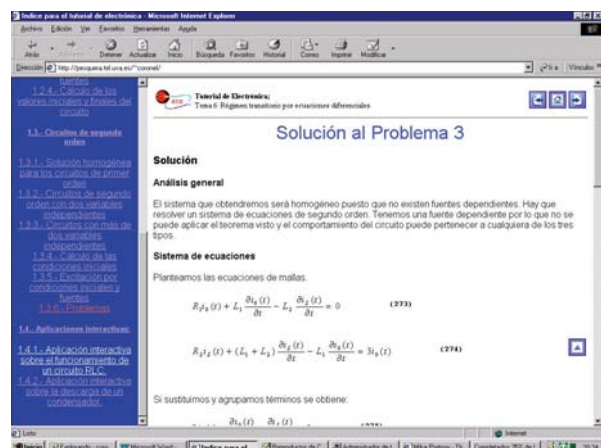 Indice para el tutorial de electrónica - Microsoft Internet Explorer
Archivo Edición Ver Favoritos Herramientas Ayuda
Atrás Detener Actualizar Inicio Búsqueda Favoritos Historial Correo Imprimir Modificar
Dirección http://pesquera.tel.uva.es/~coronel/ Ir a Vínculos
fuentes
1.2.4.- Cálculo de los
valores iniciales y finales del
circuito
1.3.- Circuitos de segundo
orden
1.3.1.- Solución homogénea
para los circuitos de primer
orden
1.3.2.- Circuitos de segundo
orden con dos variables
independientes
1.3.3.- Circuitos con más de
dos variables
independientes
1.3.4.- Cálculo de las
condiciones iniciales
1.3.5.- Excitación por
condiciones iniciales y
fuentes
1.3.6.- Problemas
1.4.- Aplicaciones interactivas:
1.4.1.- Aplicación interactiva
sobre el funcionamiento de
un circuito RLC.
1.4.2.- Aplicación interactiva
sobre la descarga de un
condensador.
Tutorial de Electrónica:
Tema 6: Régimen transitorio por ecuaciones diferenciales
Solución al Problema 3
Solución
Análisis general
El sistema que obtendremos será homogéneo puesto que no existen fuentes dependientes. Hay que
resolver un sistema de ecuaciones de segundo orden. Tenemos una fuente dependiente por lo que no se
puede aplicar el teorema visto y el comportamiento del circuito puede pertenecer a cualquiera de los tres
tipos.
Sistema de ecuaciones
Planteamos las ecuaciones de mallas.
(273)
(274)
Si sustituimos y agrupamos términos se obtiene:
Listo Internet
Inicio